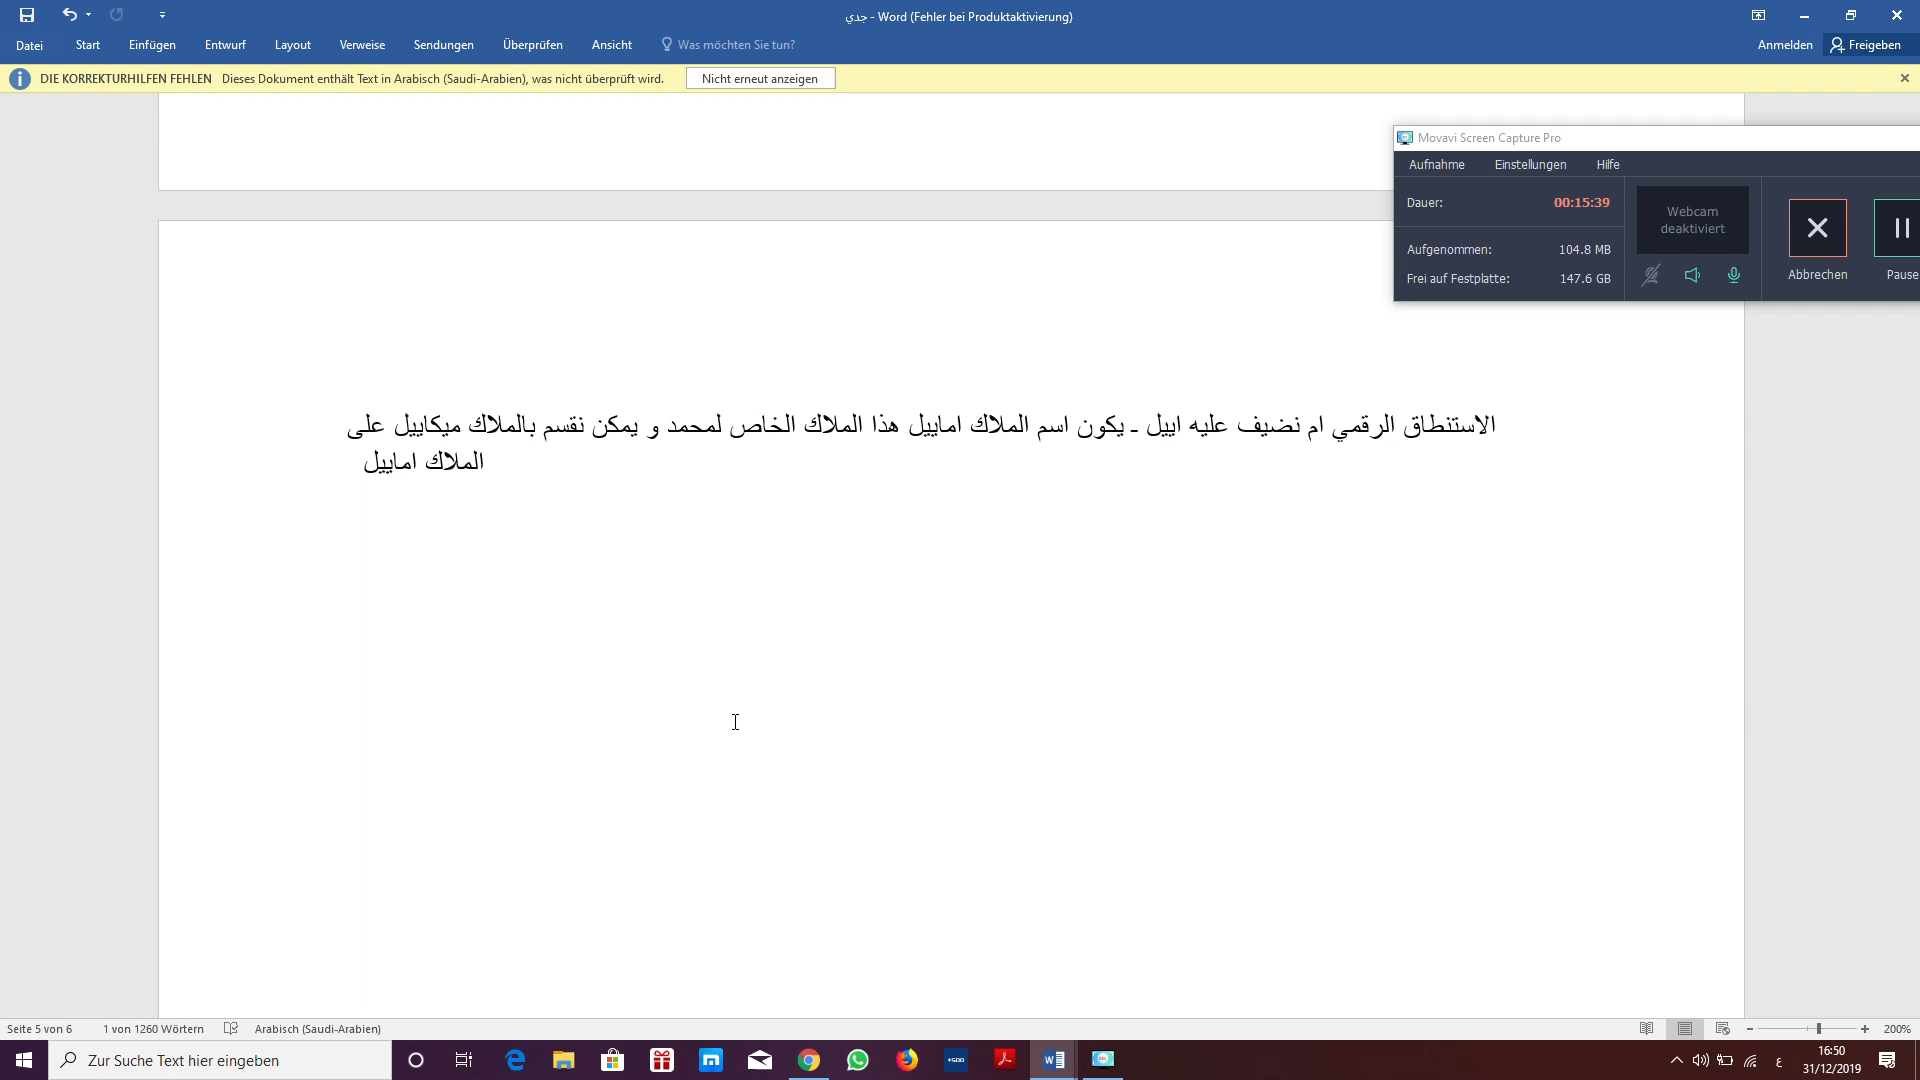 جدي - Word (Fehler bei Produktaktivierung)
Datei Start Einfügen Entwurf Layout Verweise Sendungen Überprüfen Ansicht Was möchten Sie tun? Anmelden Freigeben
DIE KORREKTURHILFEN FEHLEN Dieses Dokument enthält Text in Arabisch (Saudi-Arabien), was nicht überprüft wird. Nicht erneut anzeigen
Movavi Screen Capture Pro
Aufnahme Einstellungen Hilfe
Dauer: 00:15:39
Webcam
deaktiviert
Aufgenommen: 104.8 MB
Frei auf Festplatte: 147.6 GB
Abbrechen Pause
الاستنطاق الرقمي ام نضيف عليه اييل - يكون اسم الملاك اماييل هذا الملاك الخاص لمحمد و يمكن نقسم بالملاك ميكاييل على
الملاك اماييل
Seite 5 von 6 1 von 1260 Wörtern Arabisch (Saudi-Arabien) 200%
Zur Suche Text hier eingeben
ع
16:50
31/12/2019